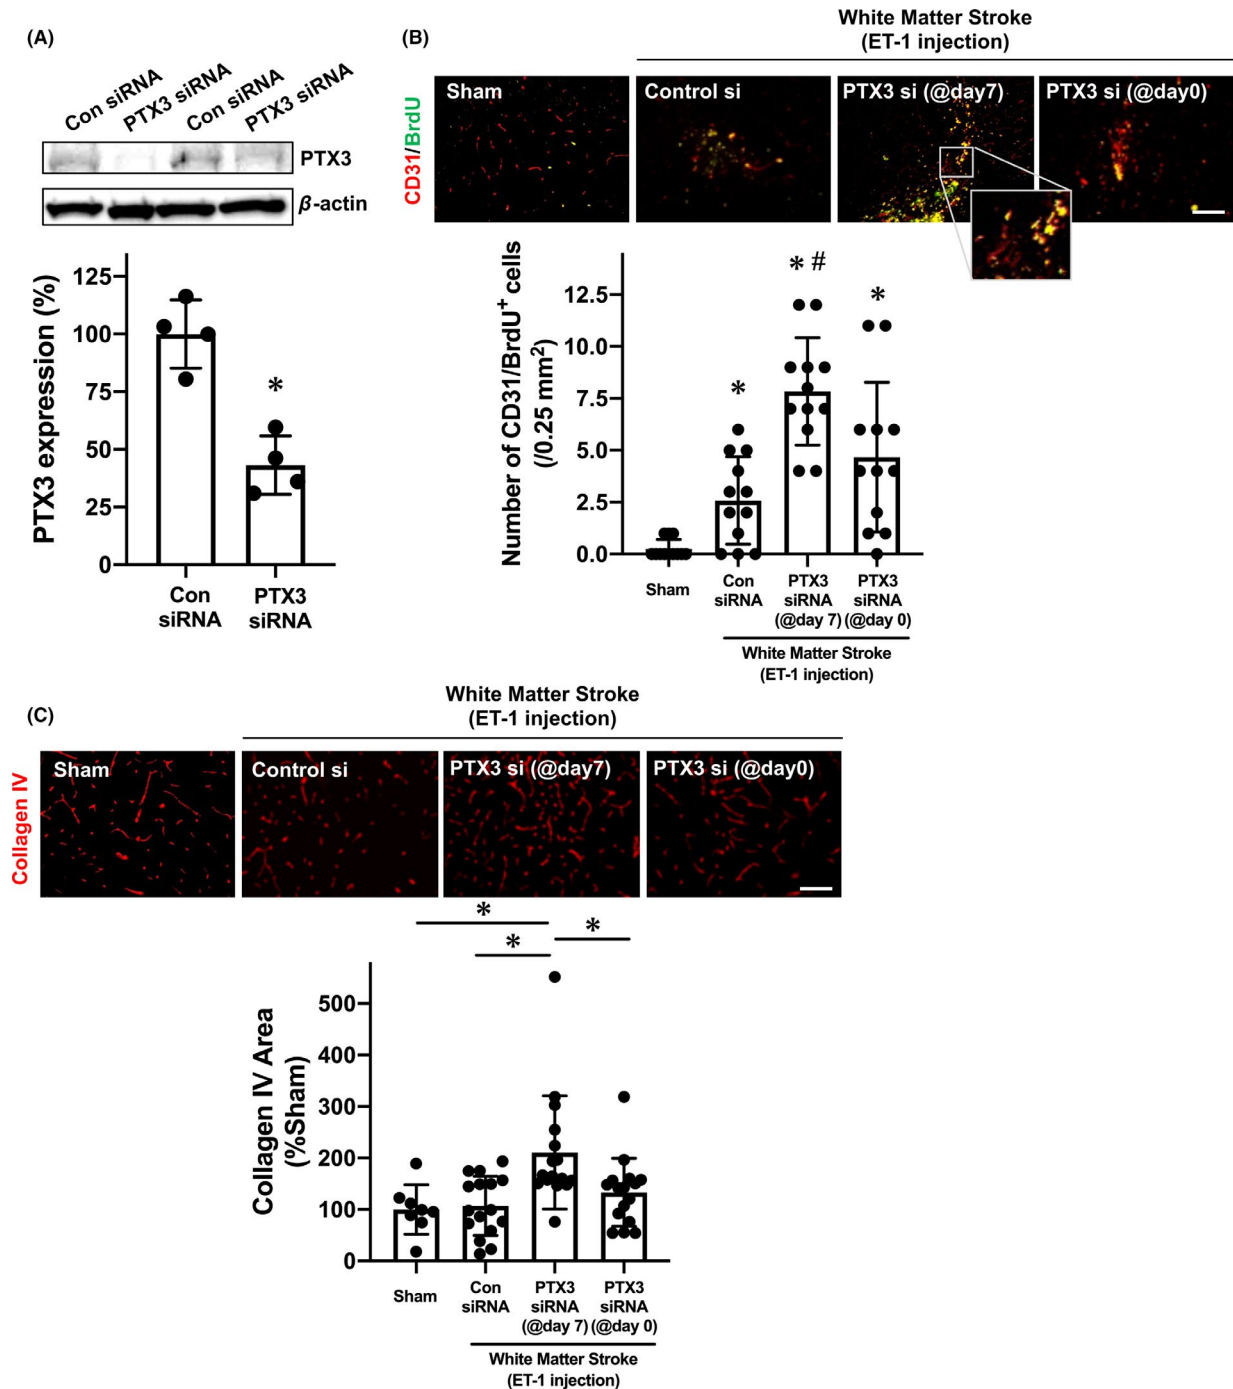 (A)
Con siRNA
PTX3 siRNA
Con siRNA
PTX3 siRNA
PTX3
β-actin
PTX3 expression (%)
125
100
75
50
25
0
*
Con
siRNA
PTX3
siRNA
(B)
White Matter Stroke
(ET-1 injection)
CD31/BrdU
Sham
Control si
PTX3 si (@day7)
PTX3 si (@day0)
Number of CD31/BrdU⁺ cells
(/0.25 mm²)
12.5
10.0
7.5
5.0
2.5
0.0
*
* #
*
Sham
Con
siRNA
PTX3
siRNA
(@day 7)
PTX3
siRNA
(@day 0)
White Matter Stroke
(ET-1 injection)
(C)
White Matter Stroke
(ET-1 injection)
Collagen IV
Sham
Control si
PTX3 si (@day7)
PTX3 si (@day0)
*
*
*
Collagen IV Area
(%Sham)
500
400
300
200
100
0
Sham
Con
siRNA
PTX3
siRNA
(@day 7)
PTX3
siRNA
(@day 0)
White Matter Stroke
(ET-1 injection)